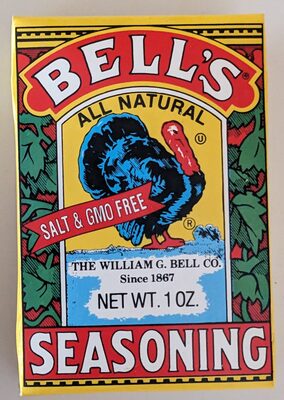 BELL'S®
ALL NATURAL
U
SALT & GMO FREE
®
THE WILLIAM G. BELL CO.
Since 1867
NET WT. 1 OZ.
SEASONING